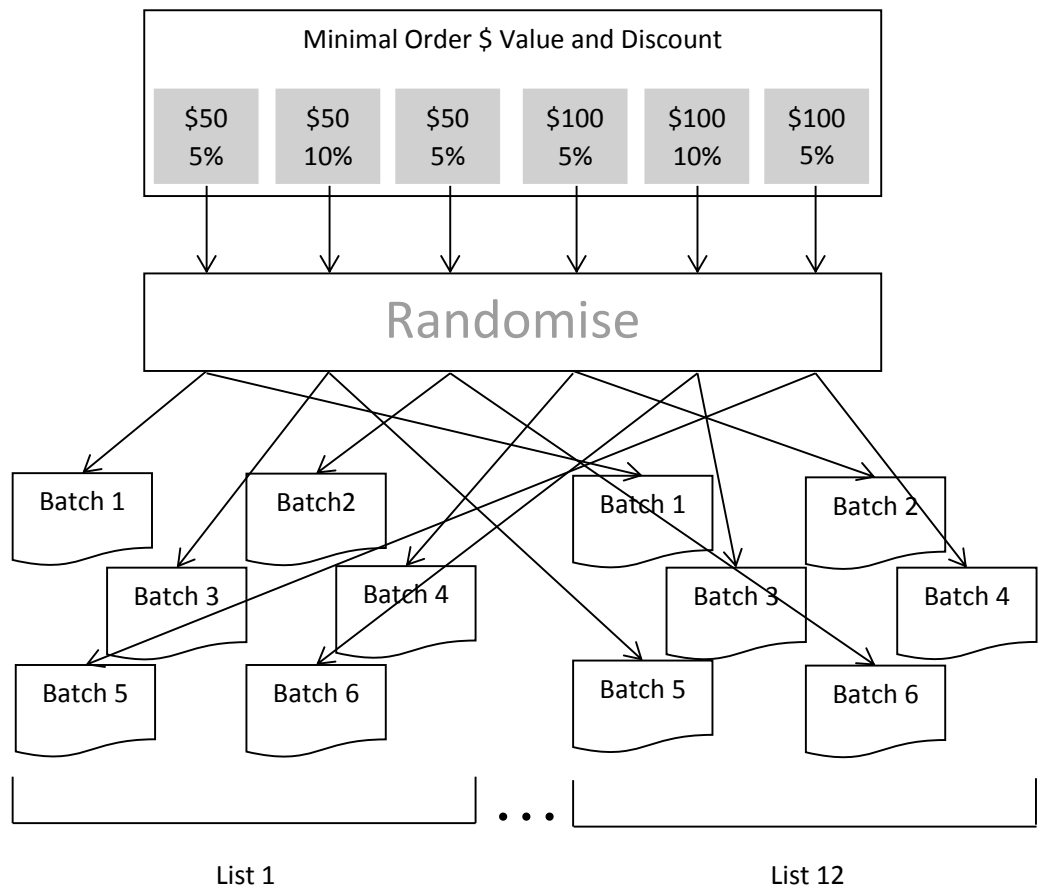 Minimal Order $ Value and Discount
$50 $50 $50 $100 $100 $100
5% 10% 5% 5% 10% 5%
Randomise
Batch 1 Batch2 Batch 1 Batch 2
Batch 3 Batch 4 Batch 3 Batch 4
Batch 5 Batch 6 Batch 5 Batch 6
...
List 1 List 12